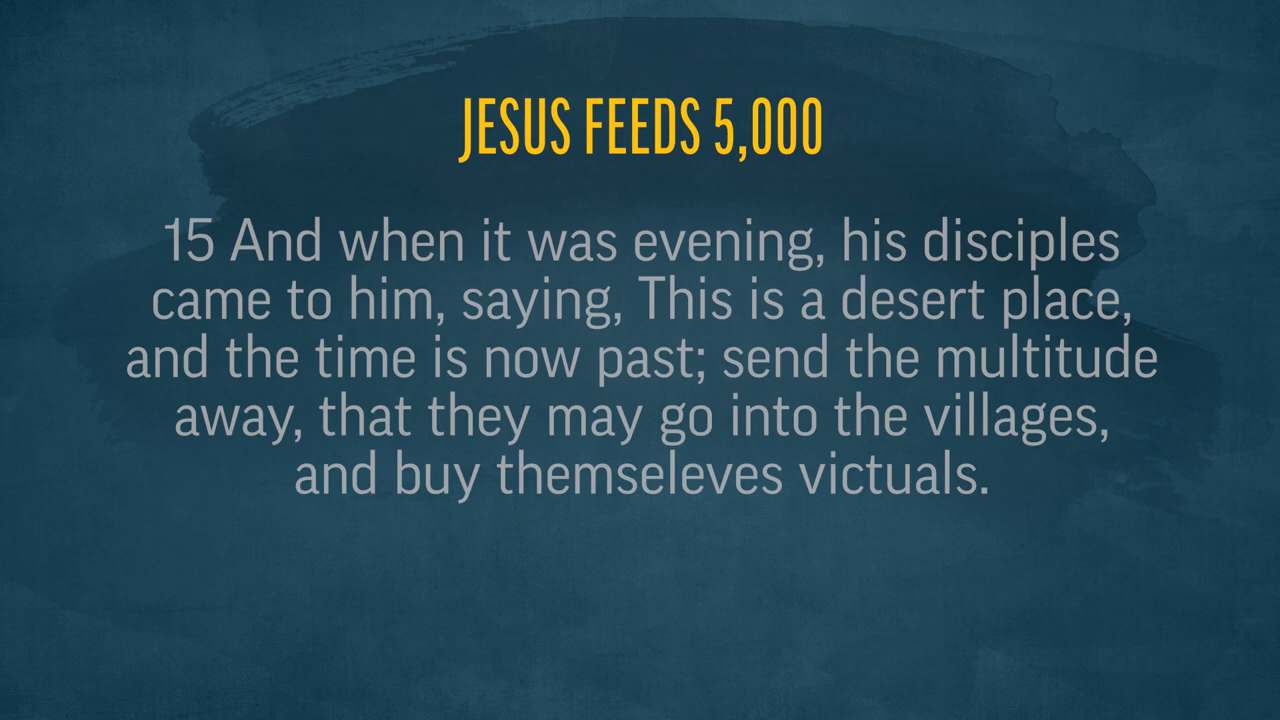 JESUS FEEDS 5,000
15 And when it was evening, his disciples
came to him, saying, This is a desert place,
and the time is now past; send the multitude
away, that they may go into the villages,
and buy themseleves victuals.